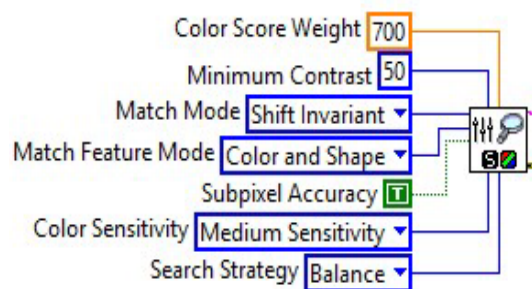 Color Score Weight 700
Minimum Contrast 50
Match Mode Shift Invariant
Match Feature Mode Color and Shape
Subpixel Accuracy T
Color Sensitivity Medium Sensitivity
Search Strategy Balance
S